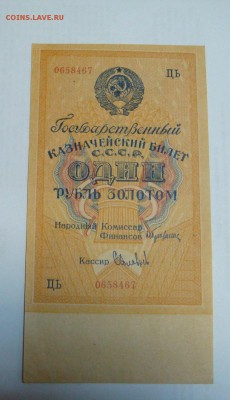 COINS.LAVE.RU
0658467 ЦЬ
Государственный
КАЗНАЧЕЙСКИЙ БИЛЕТ
С.С.С.Р.
ОДИН
РУБЛЬ ЗОЛОТОМ
Народный Комиссар
Финансов
Кассир
ЦЬ 0658467